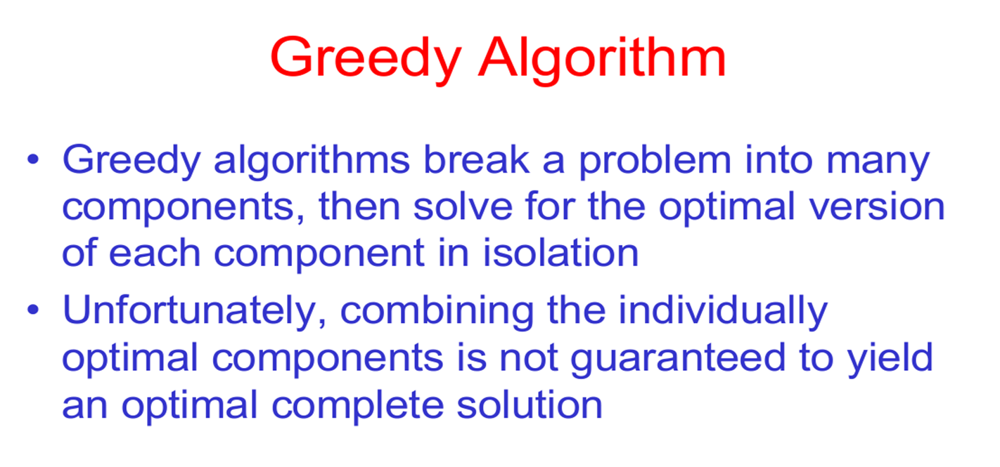 Greedy Algorithm
• Greedy algorithms break a problem into many
components, then solve for the optimal version
of each component in isolation
• Unfortunately, combining the individually
optimal components is not guaranteed to yield
an optimal complete solution